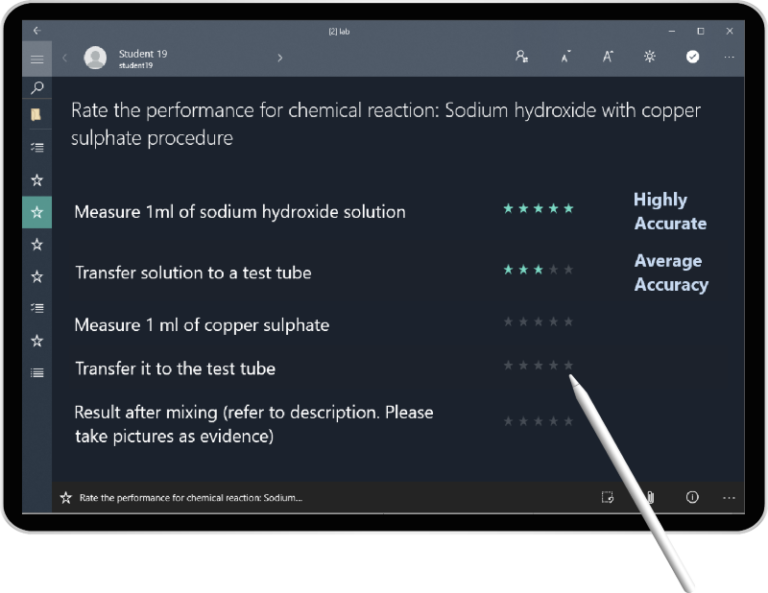 [2] lab
Student 19
student19
Rate the performance for chemical reaction: Sodium hydroxide with copper
sulphate procedure
Measure 1ml of sodium hydroxide solution
Highly
Accurate
Transfer solution to a test tube
Average
Accuracy
Measure 1 ml of copper sulphate
Transfer it to the test tube
Result after mixing (refer to description. Please
take pictures as evidence)
Rate the performance for chemical reaction: Sodium...